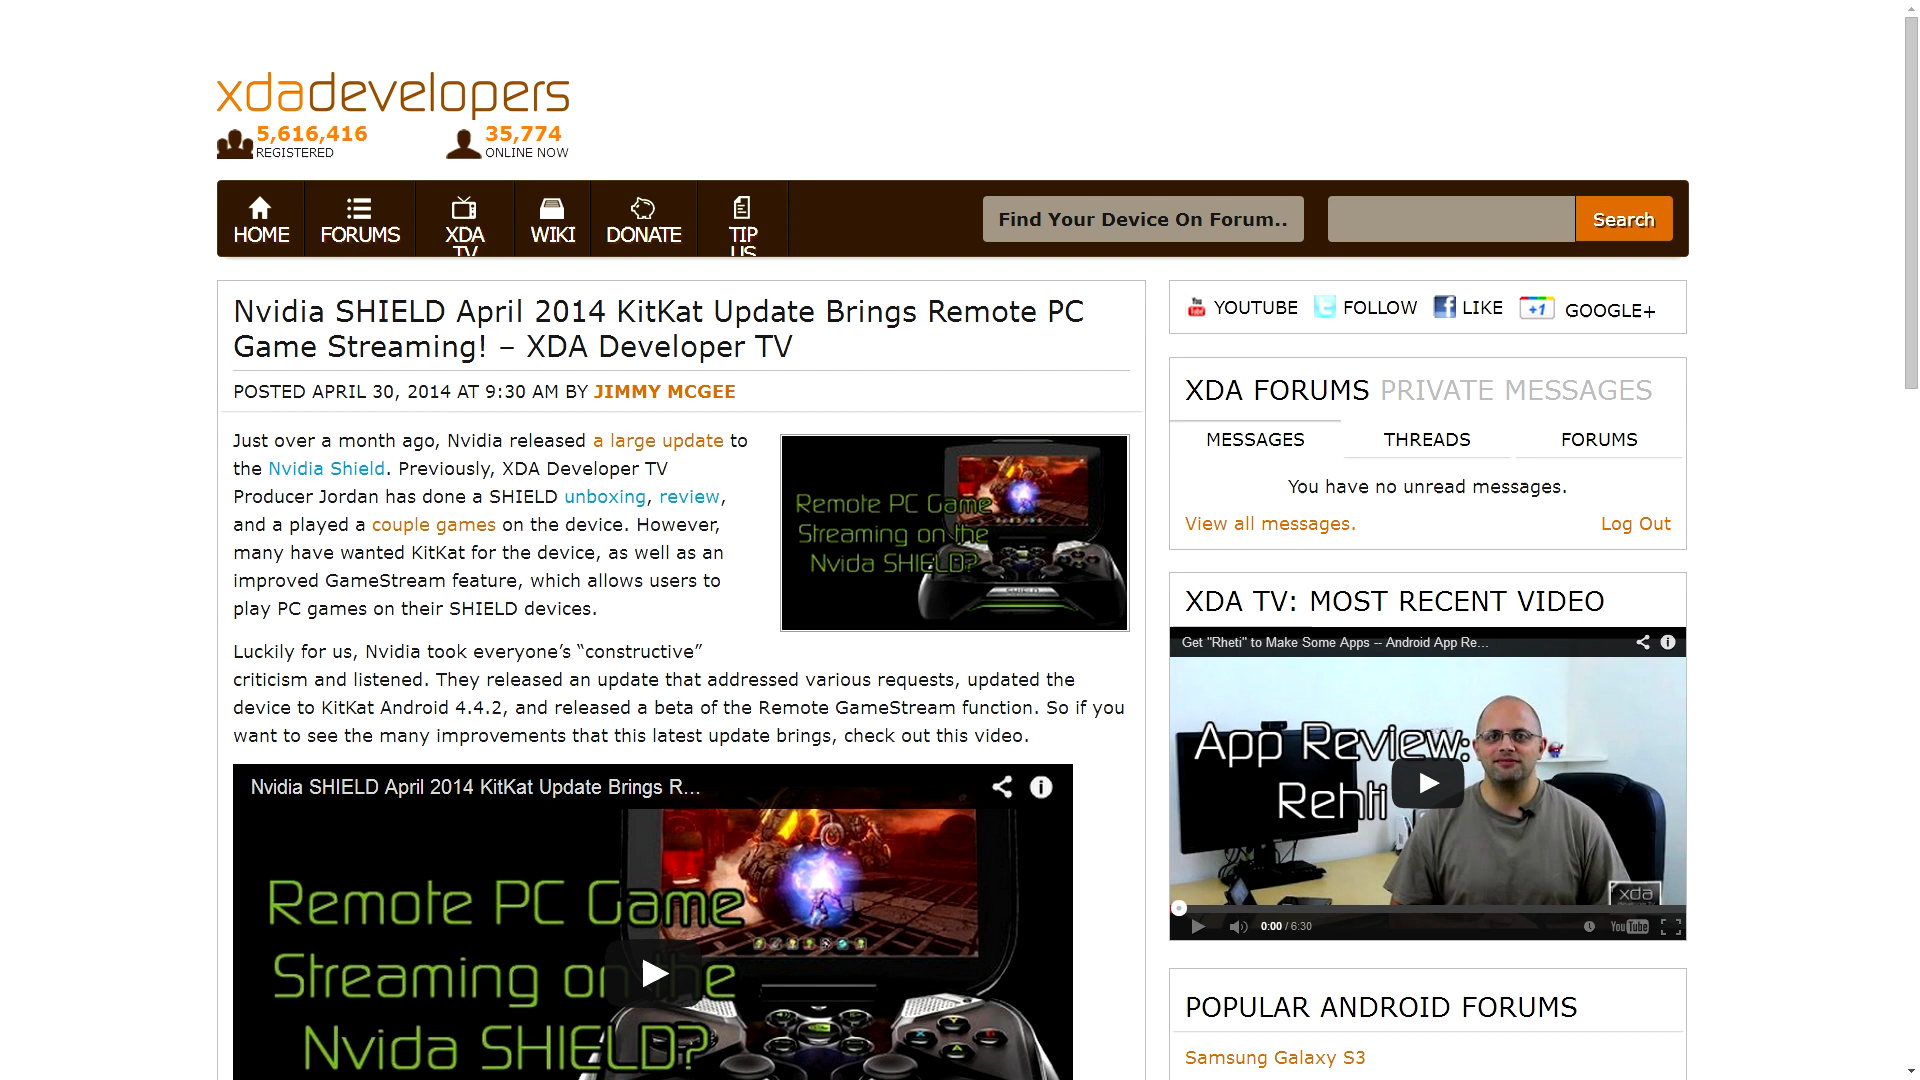 xdadevelopers
5,616,416
REGISTERED
35,774
ONLINE NOW
HOME
FORUMS
XDA
TV
WIKI
DONATE
TIP
US
Find Your Device On Forum..
Search
Nvidia SHIELD April 2014 KitKat Update Brings Remote PC
Game Streaming! – XDA Developer TV
POSTED APRIL 30, 2014 AT 9:30 AM BY JIMMY MCGEE
Just over a month ago, Nvidia released a large update to
the Nvidia Shield. Previously, XDA Developer TV
Producer Jordan has done a SHIELD unboxing, review,
and a played a couple games on the device. However,
many have wanted KitKat for the device, as well as an
improved GameStream feature, which allows users to
play PC games on their SHIELD devices.
Remote PC Game
Streaming on the
Nvida SHIELD?
SHIELD
Luckily for us, Nvidia took everyone’s “constructive”
criticism and listened. They released an update that addressed various requests, updated the
device to KitKat Android 4.4.2, and released a beta of the Remote GameStream function. So if you
want to see the many improvements that this latest update brings, check out this video.
Nvidia SHIELD April 2014 KitKat Update Brings R...
Remote PC Game
Streaming on the
Nvida SHIELD?
You Tube
YOUTUBE
FOLLOW
LIKE
+1
GOOGLE+
XDA FORUMS PRIVATE MESSAGES
MESSAGES
THREADS
FORUMS
You have no unread messages.
View all messages.
Log Out
XDA TV: MOST RECENT VIDEO
Get "Rheti" to Make Some Apps -- Android App Re...
App Review:
Rehti
xda
0:00 / 6:30
YouTube
POPULAR ANDROID FORUMS
Samsung Galaxy S3